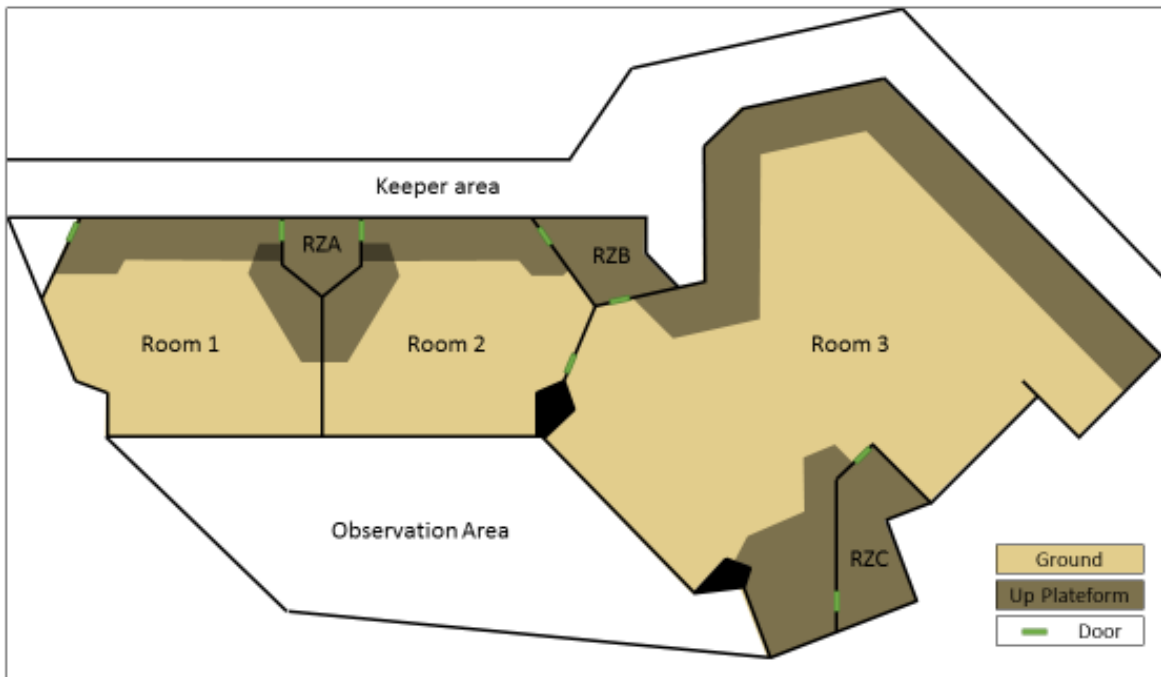 Keeper area
RZA
RZB
Room 1
Room 2
Room 3
Observation Area
RZC
Ground
Up Plateform
Door